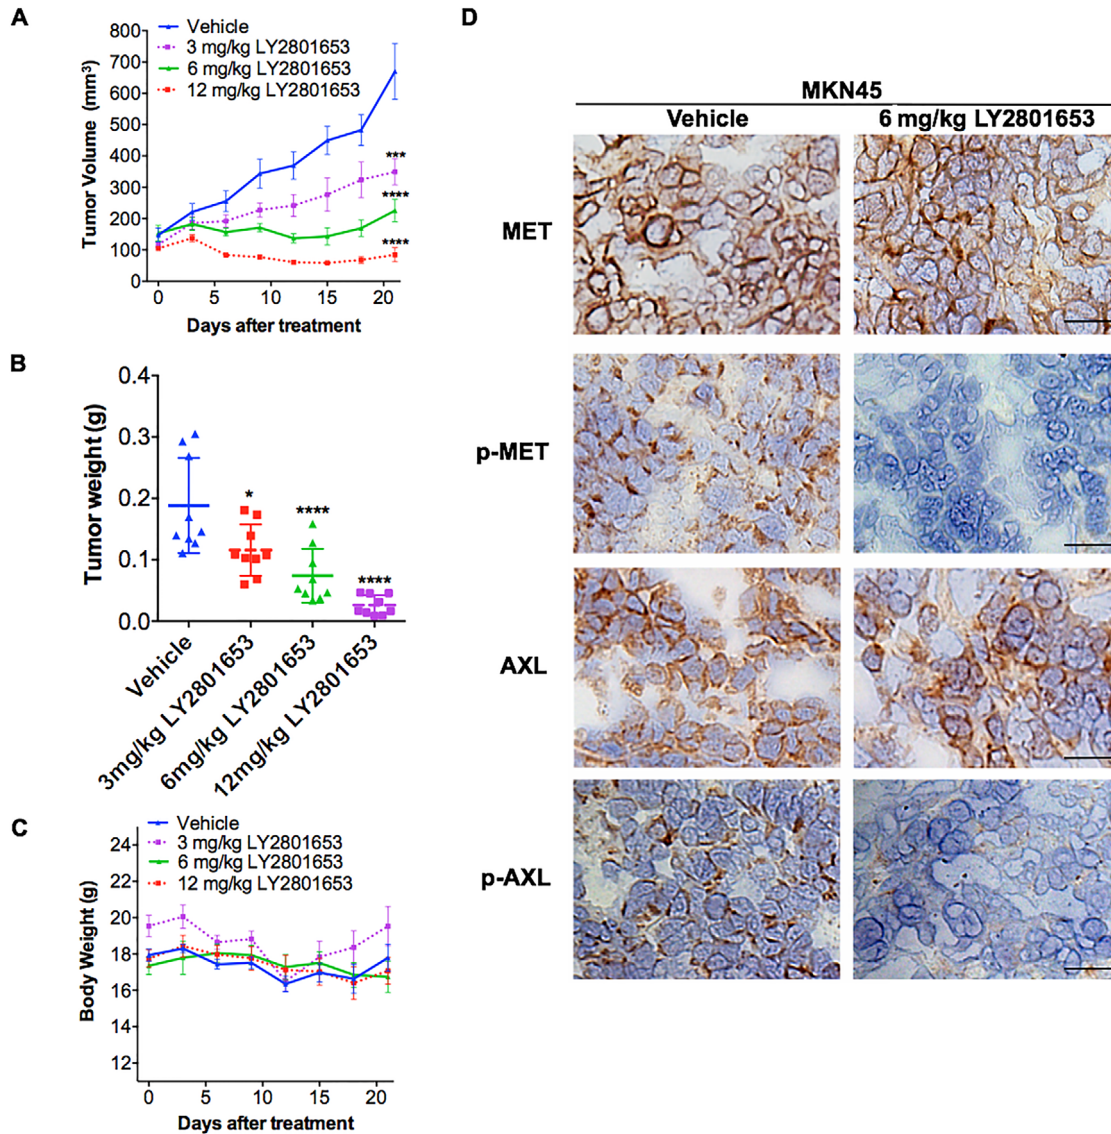 A
Vehicle
3 mg/kg LY2801653
6 mg/kg LY2801653
12 mg/kg LY2801653
Tumor Volume (mm³)
800
700
600
500
400
300
200
100
0
***
****
****
0 5 10 15 20
Days after treatment
B
Tumor weight (g)
0.4
0.3
0.2
0.1
0.0
*
****
****
Vehicle
3mg/kg LY2801653
6mg/kg LY2801653
12mg/kg LY2801653
C
Vehicle
3 mg/kg LY2801653
6 mg/kg LY2801653
12 mg/kg LY2801653
Body Weight (g)
24
22
20
18
16
14
12
0 5 10 15 20
Days after treatment
D
MKN45
Vehicle 6 mg/kg LY2801653
MET
p-MET
AXL
p-AXL